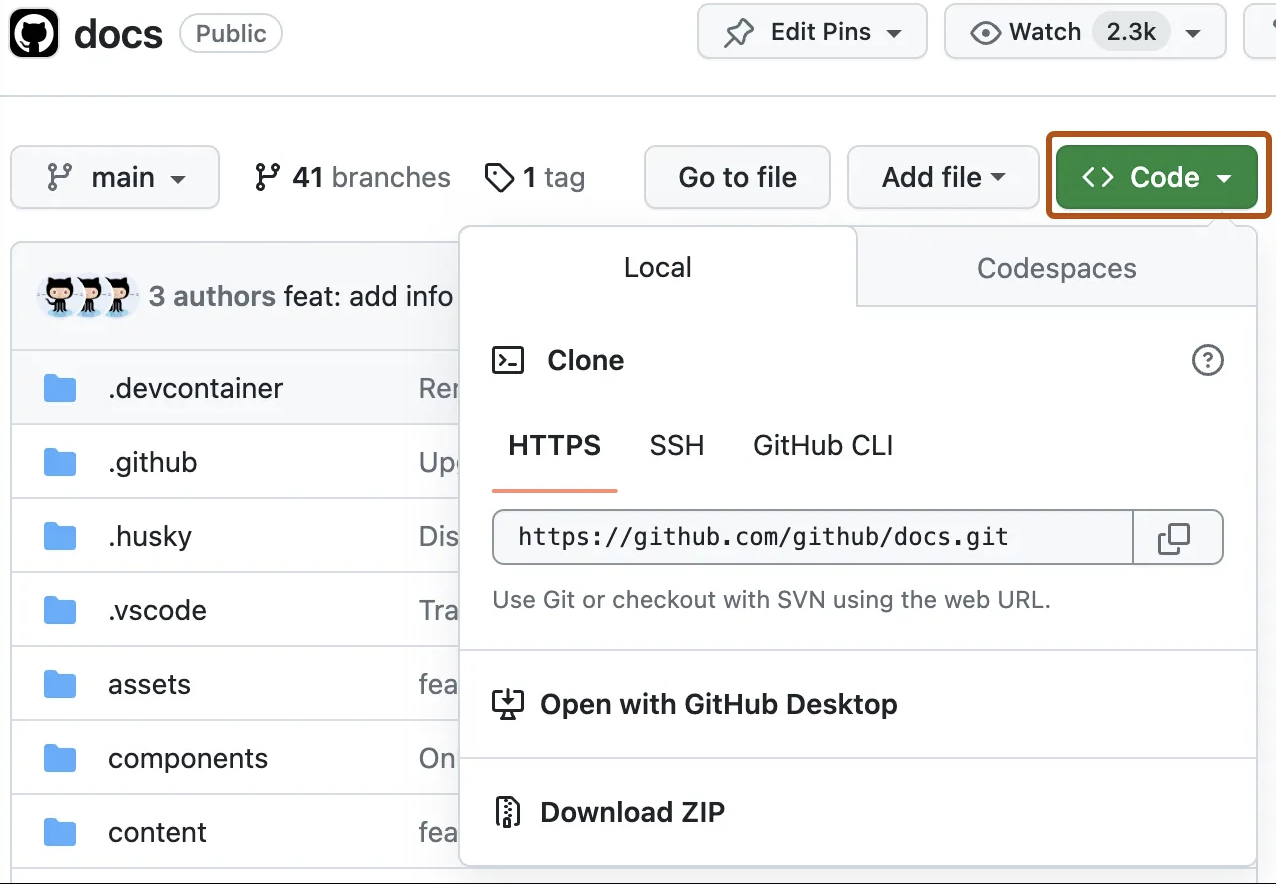 docs Public Edit Pins Watch 2.3k
main 41 branches 1 tag Go to file Add file Code
Local Codespaces
3 authors feat: add info
Clone
.devcontainer
HTTPS SSH GitHub CLI
.github
https://github.com/github/docs.git
.husky Dis
Use Git or checkout with SVN using the web URL.
.vscode Tra
assets fea
Open with GitHub Desktop
components On
Download ZIP
content fea